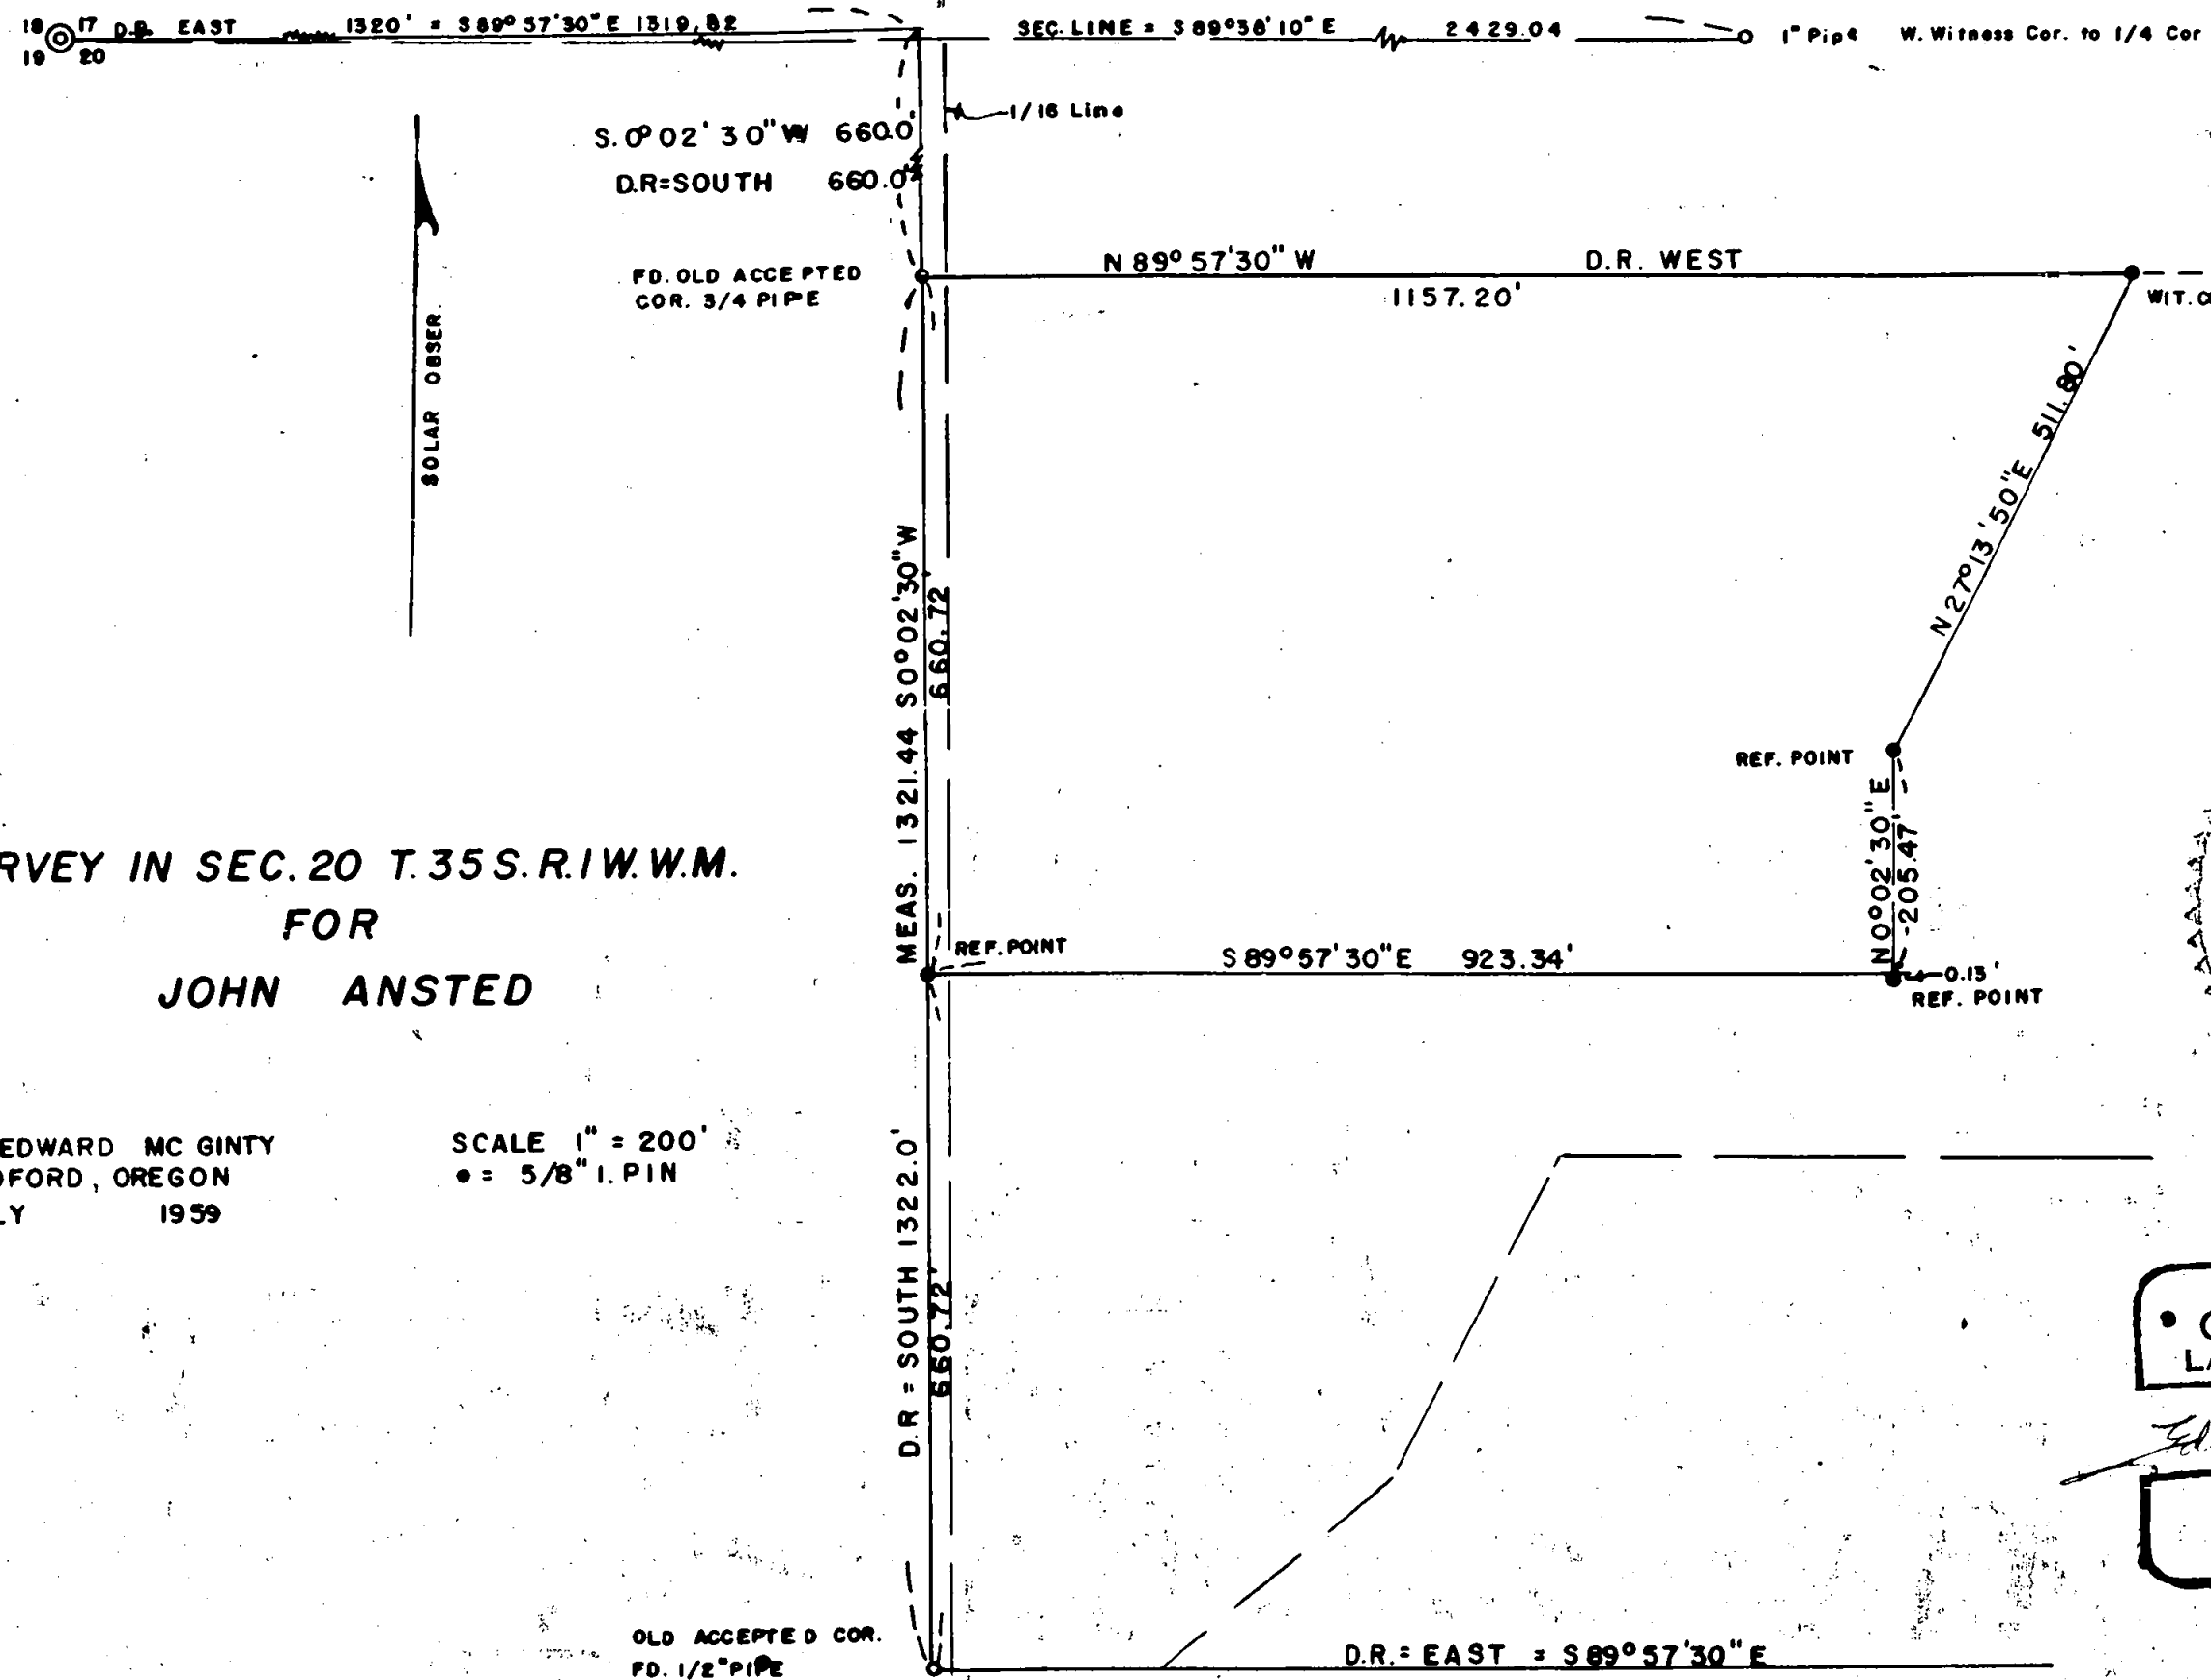 18 17 D.R. EAST 1320' = S89°57'30"E 1319.82
19 20
SEC. LINE = S89°38'10"E 2429.04
1" Pipe W. Witness Cor. to 1/4 Cor
1/16 Line
S.0°02'30"W 660.0'
D.R=SOUTH 660.0'
FD. OLD ACCEPTED
COR. 3/4 PIPE
N 89°57'30" W D.R. WEST
1157.20'
WIT.
SOLAR OBSER.
N 27°13'50"E 511.80'
MEAS. 1321.44 S0°02'30"W
660.72'
REF. POINT
N0°02'30"E
205.47'
REF. POINT
S 89°57'30"E 923.34'
0.13'
REF. POINT
RVEY IN SEC. 20 T. 35 S. R. 1 W. W.M.
FOR
JOHN ANSTED
EDWARD MC GINTY
DFORD, OREGON
LY 1959
SCALE 1" = 200'
● = 5/8" I. PIN
D.R = SOUTH 1322.0'
660.72'
OLD ACCEPTED COR.
FD. 1/2" PIPE
D.R. = EAST = S89°57'30"E